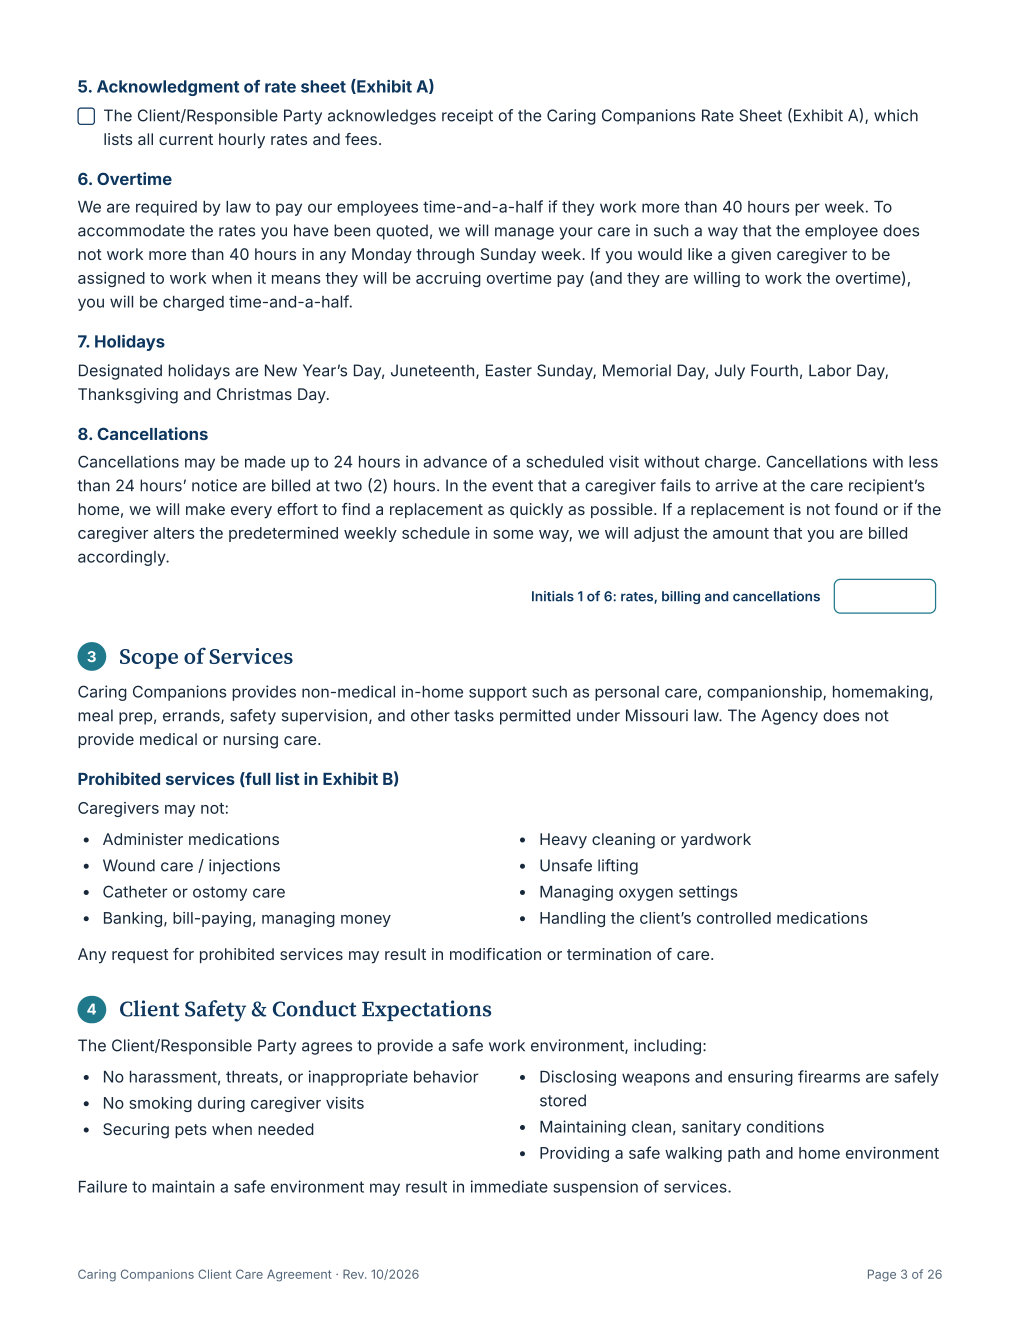 5. Acknowledgment of rate sheet (Exhibit A)
The Client/Responsible Party acknowledges receipt of the Caring Companions Rate Sheet (Exhibit A), which
lists all current hourly rates and fees.
6. Overtime
We are required by law to pay our employees time-and-a-half if they work more than 40 hours per week. To
accommodate the rates you have been quoted, we will manage your care in such a way that the employee does
not work more than 40 hours in any Monday through Sunday week. If you would like a given caregiver to be
assigned to work when it means they will be accruing overtime pay (and they are willing to work the overtime),
you will be charged time-and-a-half.
7. Holidays
Designated holidays are New Year’s Day, Juneteenth, Easter Sunday, Memorial Day, July Fourth, Labor Day,
Thanksgiving and Christmas Day.
8. Cancellations
Cancellations may be made up to 24 hours in advance of a scheduled visit without charge. Cancellations with less
than 24 hours’ notice are billed at two (2) hours. In the event that a caregiver fails to arrive at the care recipient’s
home, we will make every effort to find a replacement as quickly as possible. If a replacement is not found or if the
caregiver alters the predetermined weekly schedule in some way, we will adjust the amount that you are billed
accordingly.
Initials 1 of 6: rates, billing and cancellations
3 Scope of Services
Caring Companions provides non-medical in-home support such as personal care, companionship, homemaking,
meal prep, errands, safety supervision, and other tasks permitted under Missouri law. The Agency does not
provide medical or nursing care.
Prohibited services (full list in Exhibit B)
Caregivers may not:
• Administer medications
• Wound care / injections
• Catheter or ostomy care
• Banking, bill-paying, managing money
• Heavy cleaning or yardwork
• Unsafe lifting
• Managing oxygen settings
• Handling the client’s controlled medications
Any request for prohibited services may result in modification or termination of care.
4 Client Safety & Conduct Expectations
The Client/Responsible Party agrees to provide a safe work environment, including:
• No harassment, threats, or inappropriate behavior
• No smoking during caregiver visits
• Securing pets when needed
• Disclosing weapons and ensuring firearms are safely
stored
• Maintaining clean, sanitary conditions
• Providing a safe walking path and home environment
Failure to maintain a safe environment may result in immediate suspension of services.
Caring Companions Client Care Agreement · Rev. 10/2026
Page 3 of 26